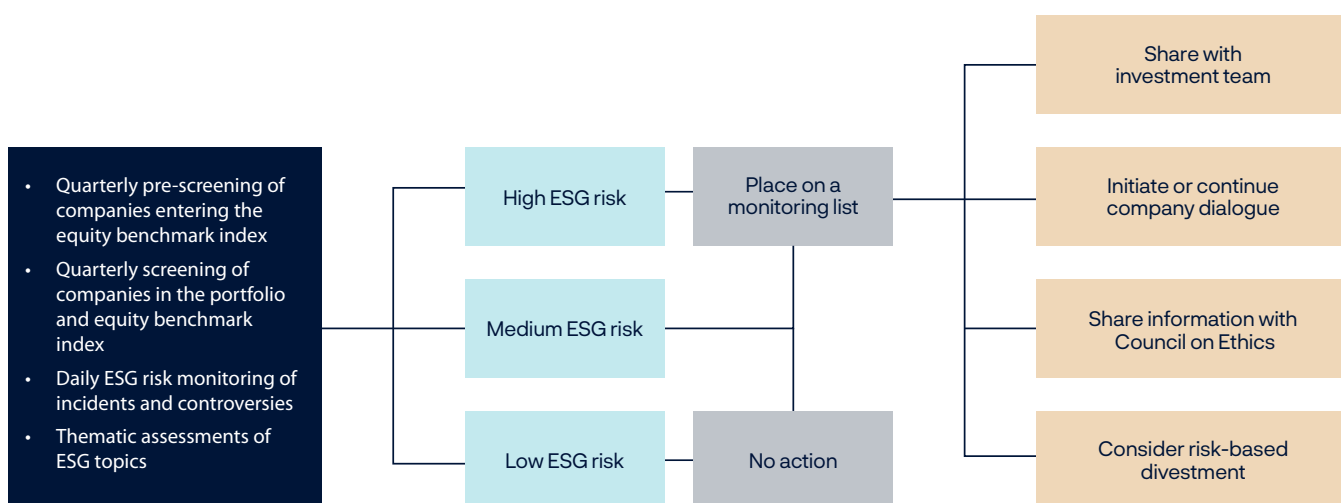 • Quarterly pre-screening of
companies entering the
equity benchmark index
• Quarterly screening of
companies in the portfolio
and equity benchmark
index
• Daily ESG risk monitoring of
incidents and controversies
• Thematic assessments of
ESG topics
High ESG risk
Medium ESG risk
Low ESG risk
Place on a
monitoring list
No action
Share with
investment team
Initiate or continue
company dialogue
Share information with
Council on Ethics
Consider risk-based
divestment